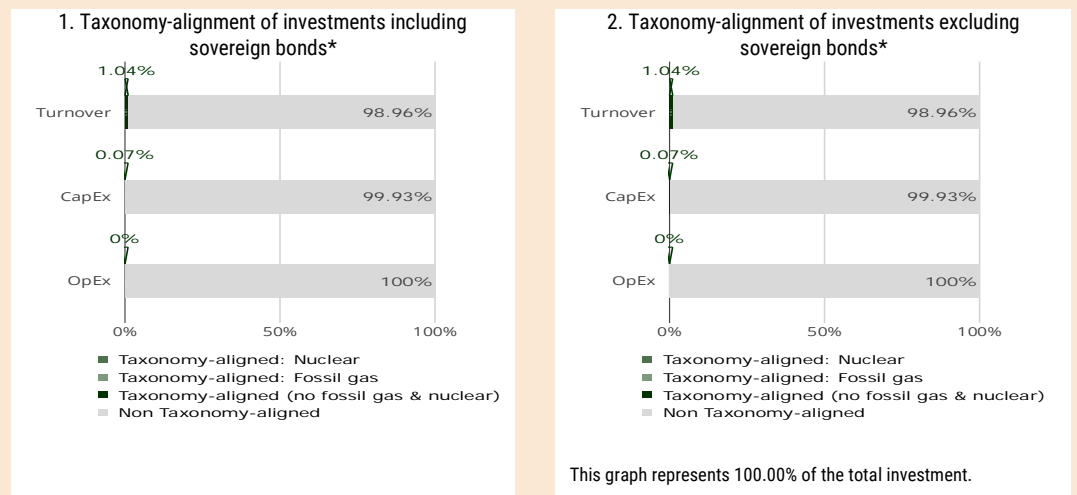 1. Taxonomy-alignment of investments including
sovereign bonds*
1.04%
Turnover
98.96%
0.07%
CapEx
99.93%
0%
OpEx
100%
0%
50%
100%
Taxonomy-aligned: Nuclear
Taxonomy-aligned: Fossil gas
Taxonomy-aligned (no fossil gas & nuclear)
Non Taxonomy-aligned
2. Taxonomy-alignment of investments excluding
sovereign bonds*
1.04%
Turnover
98.96%
0.07%
CapEx
99.93%
0%
OpEx
100%
0%
50%
100%
Taxonomy-aligned: Nuclear
Taxonomy-aligned: Fossil gas
Taxonomy-aligned (no fossil gas & nuclear)
Non Taxonomy-aligned
This graph represents 100.00% of the total investment.